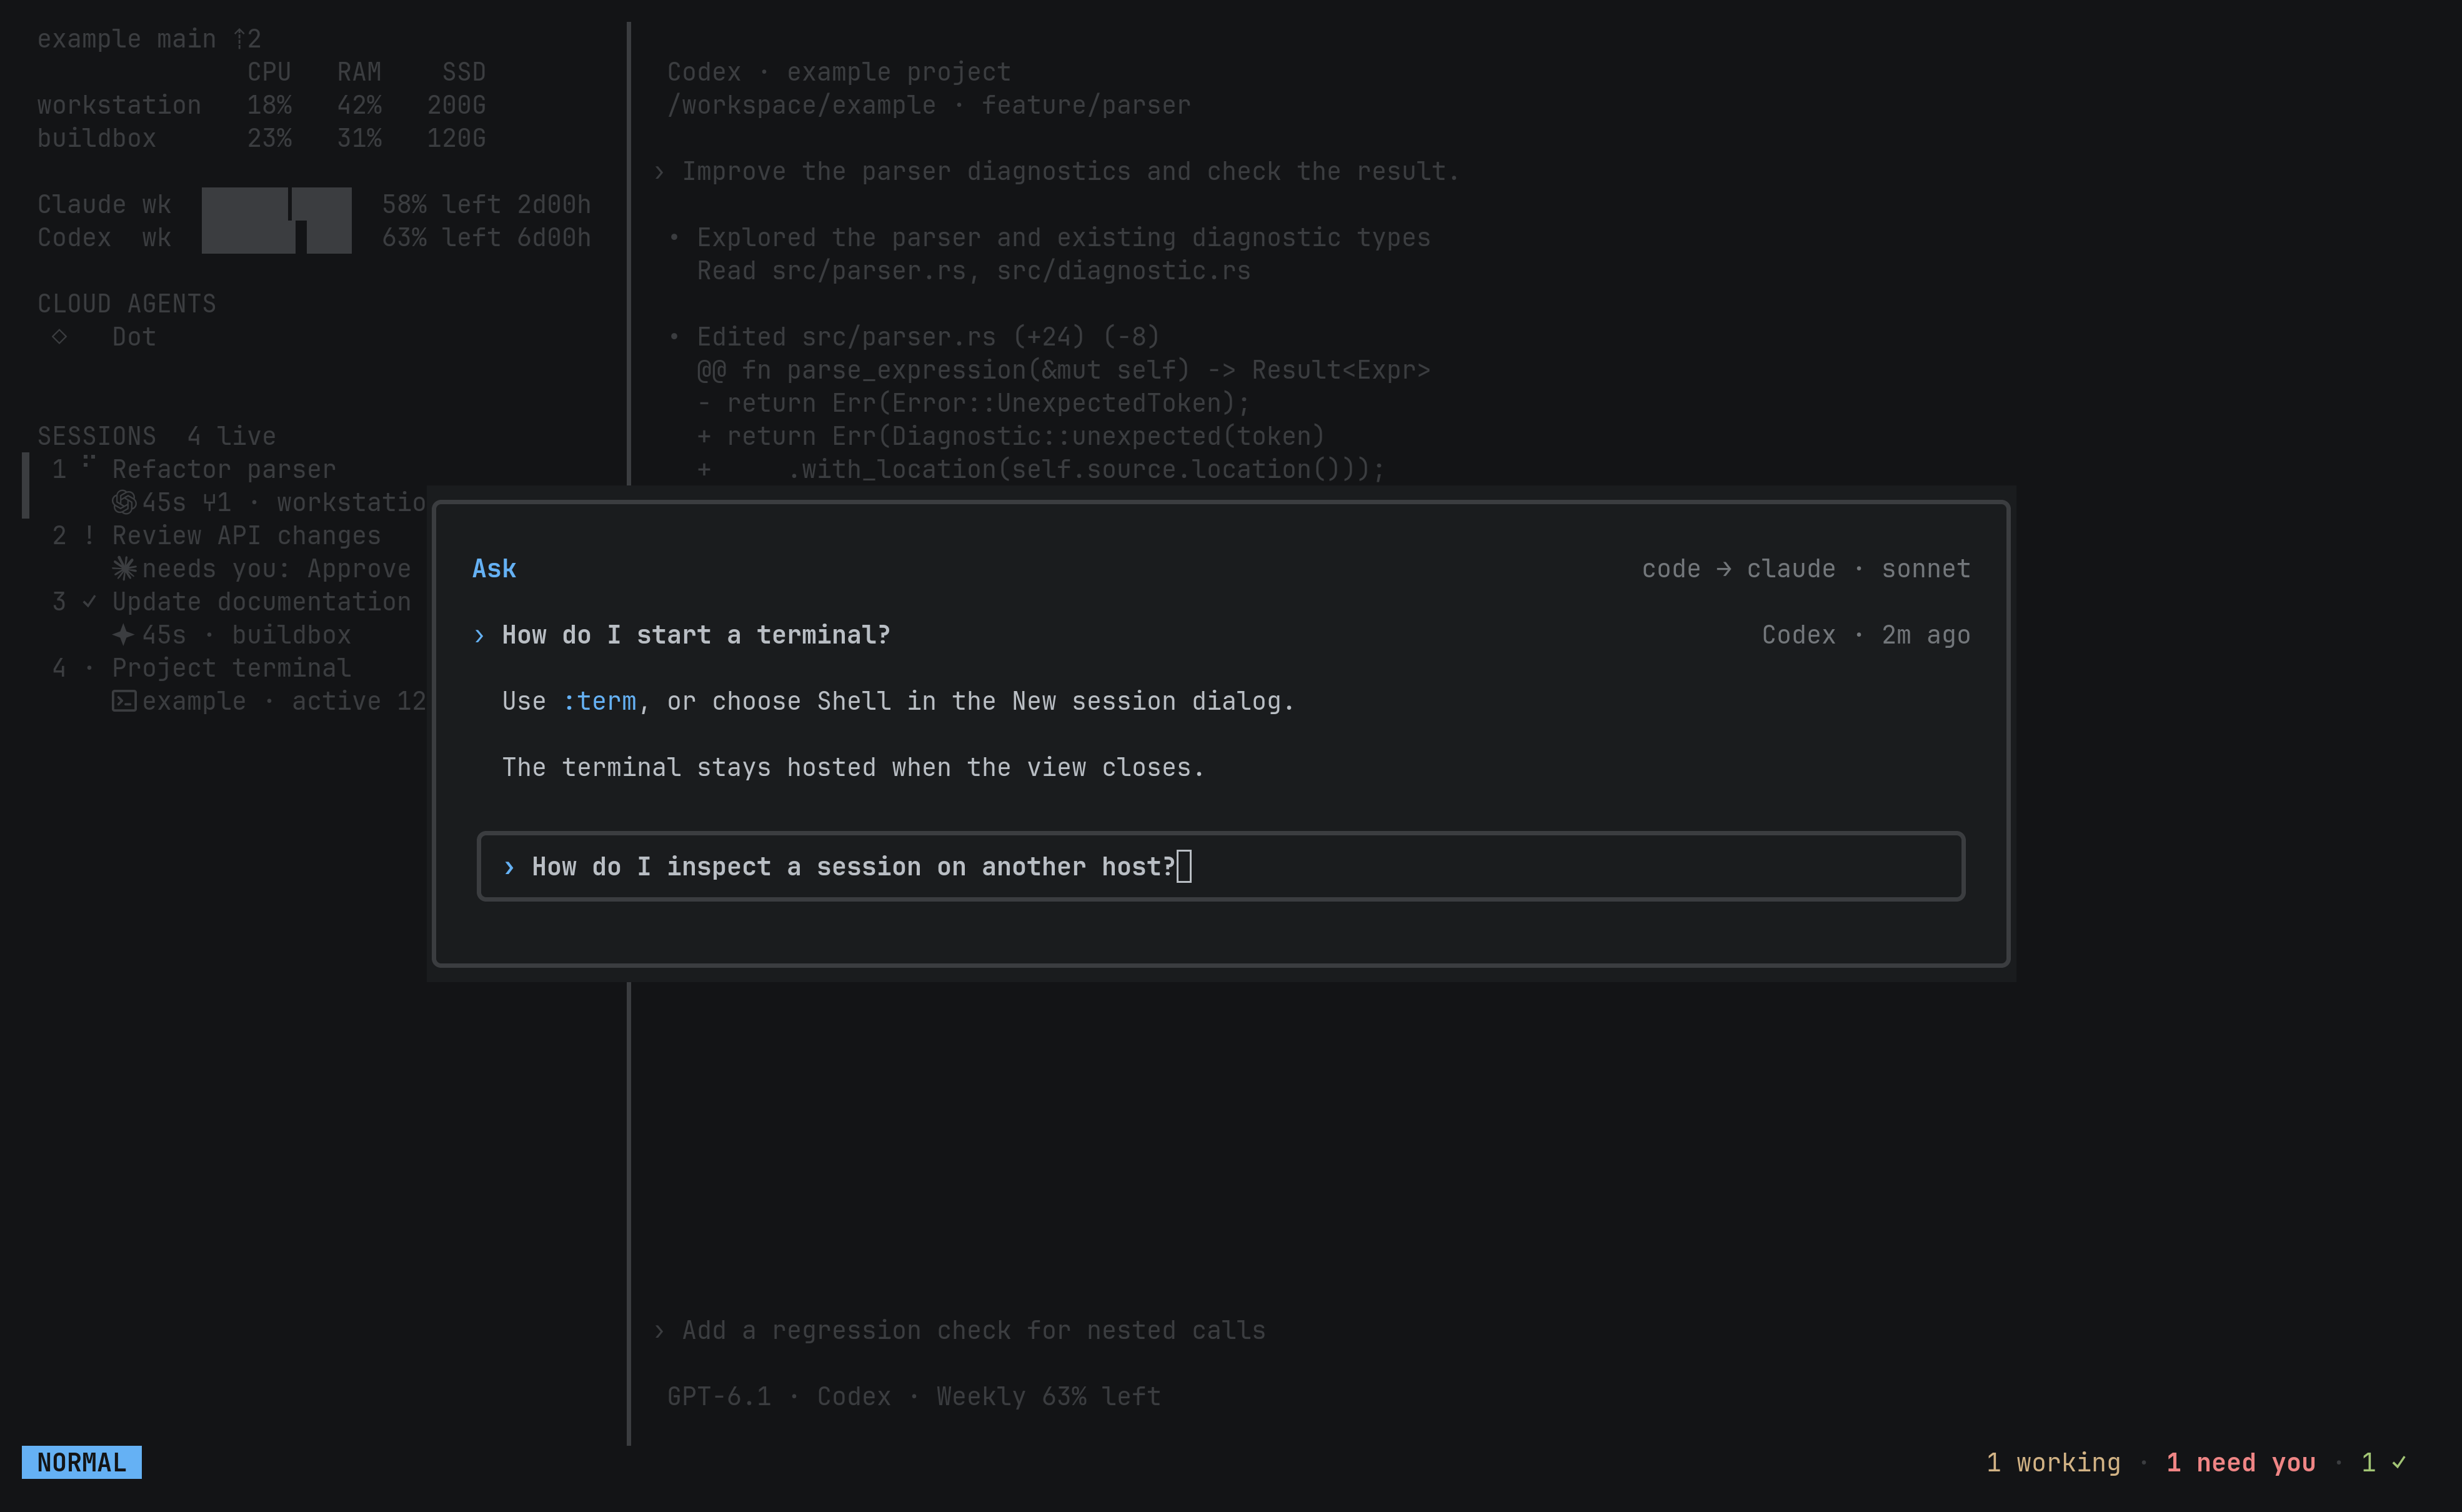 example main ⇡2
CPU RAM SSD
workstation 18% 42% 200G
buildbox 23% 31% 120G
Claude wk 58% left 2d00h
Codex wk 63% left 6d00h
CLOUD AGENTS
◇ Dot
SESSIONS 4 live
1 ⠋ Refactor parser
45s ⑂1 · workstatio
2 ! Review API changes
needs you: Approve
3 ✓ Update documentation
45s · buildbox
4 · Project terminal
example · active 12
Codex · example project
/workspace/example · feature/parser
› Improve the parser diagnostics and check the result.
• Explored the parser and existing diagnostic types
Read src/parser.rs, src/diagnostic.rs
• Edited src/parser.rs (+24) (-8)
@@ fn parse_expression(&mut self) -> Result<Expr>
- return Err(Error::UnexpectedToken);
+ return Err(Diagnostic::unexpected(token)
+ .with_location(self.source.location()));
Ask code → claude · sonnet
› How do I start a terminal? Codex · 2m ago
Use :term, or choose Shell in the New session dialog.
The terminal stays hosted when the view closes.
› How do I inspect a session on another host?
› Add a regression check for nested calls
GPT-6.1 · Codex · Weekly 63% left
NORMAL 1 working · 1 need you · 1 ✓